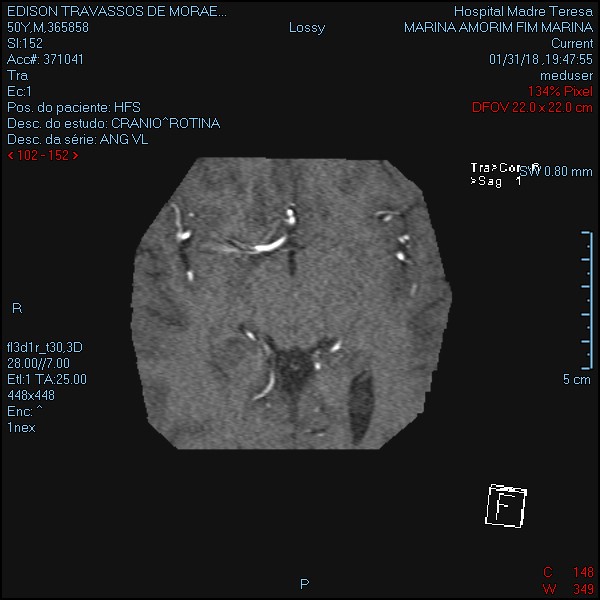 EDISON TRAVASSOS DE MORAE...
50Y,M,365858
SI:152
Acc#: 371041
Tra
Ec:1
Pos. do paciente: HFS
Desc. do estudo: CRANIO^ROTINA
Desc. da série: ANG VL
< 102 - 152 >
Lossy
Hospital Madre Teresa
MARINA AMORIM FIM MARINA
Current
01/31/18 ,19:47:55
meduser
134% Pixel
DFOV 22.0 x 22.0 cm
SW 0.80 mm
Tra>Cor
>Sag 1
R
fl3d1r_t30,3D
28.00//7.00
Etl:1 TA:25.00
448x448
Enc: ^
1nex
5 cm
F
P
C 148
W 349